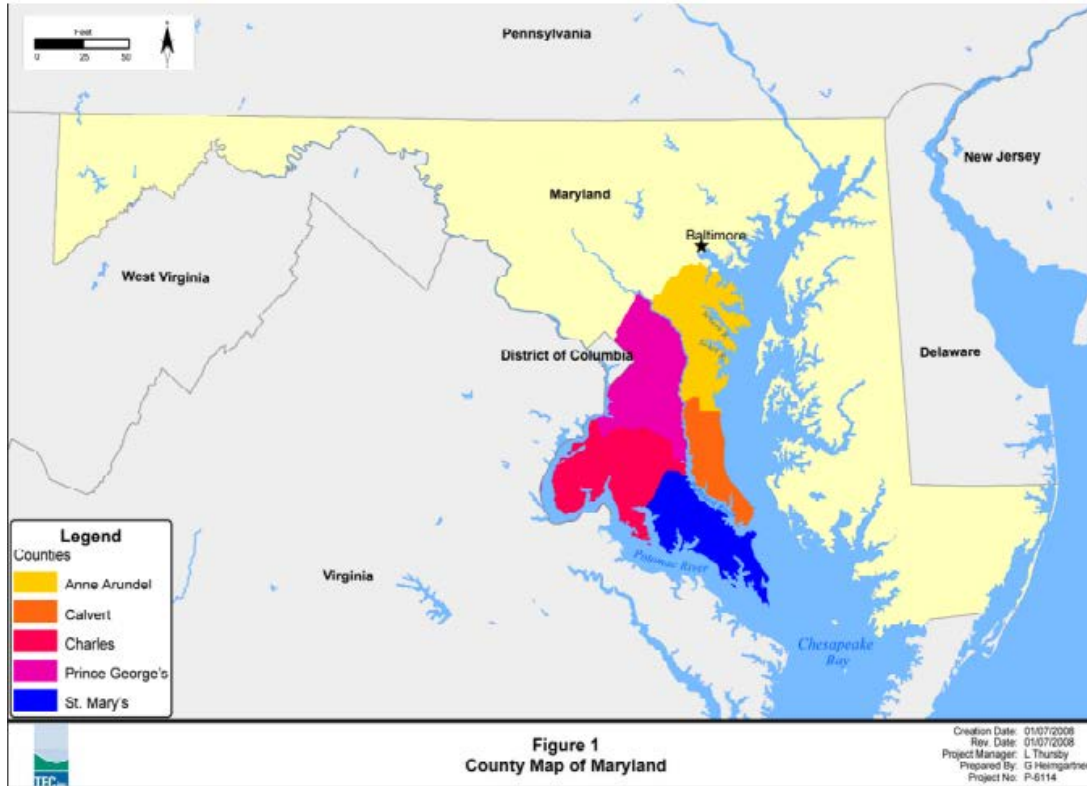 Feet
0 25 50
Pennsylvania
New Jersey
Maryland
Baltimore
West Virginia
District of Columbia
Delaware
Virginia
Potomac River
Chesapeake
Bay
Legend
Counties
Anne Arundel
Calvert
Charles
Prince George's
St. Mary's
TEC
Figure 1
County Map of Maryland
Creation Date: 01/07/2008
Rev. Date: 01/07/2008
Project Manager: L Thursby
Prepared By: G Heimgartner
Project No: P-6114